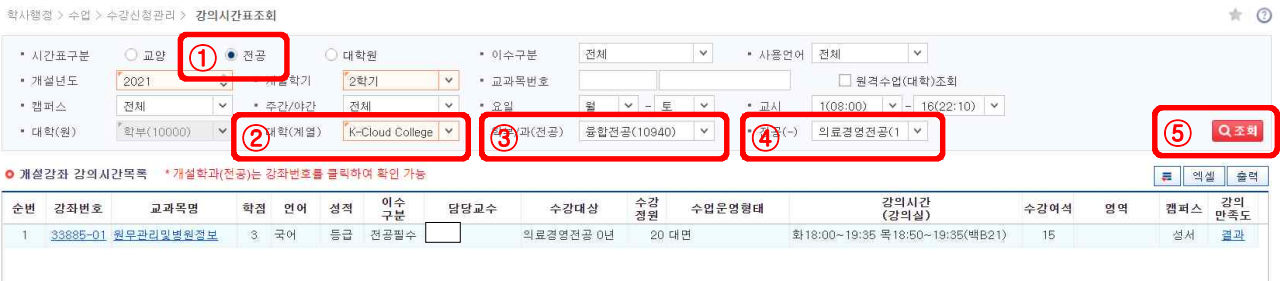 학사행정 > 수업 > 수강신청관리 > 강의시간표조회
시간표구분 교양 ① 전공 대학원 이수구분 전체 사용언어 전체
개설년도 2021 개설학기 2학기 교과목번호 원격수업(대학)조회
캠퍼스 전체 주간/야간 전체 요일 월 - 토 교시 1(08:00) - 16(22:10)
대학(원) 학부(10000) ② 대학(계열) K-Cloud College ③ 학부/과(전공) 융합전공(10940) ④ 전공(-) 의료경영전공(1 ⑤ 조회
개설강좌 강의시간목록 *개설학과(전공)는 강좌번호를 클릭하여 확인 가능 엑셀 출력
순번 강좌번호 교과목명 학점 언어 성적 이수구분 담당교수 수강대상 수강정원 수업운영형태 강의시간(강의실) 수강여석 영역 캠퍼스 강의만족도
1 33885-01 원무관리및병원정보 3 국어 등급 전공필수 의료경영전공 0년 20 대면 화18:00~19:35 목18:50~19:35(백B21) 15 성서 결과